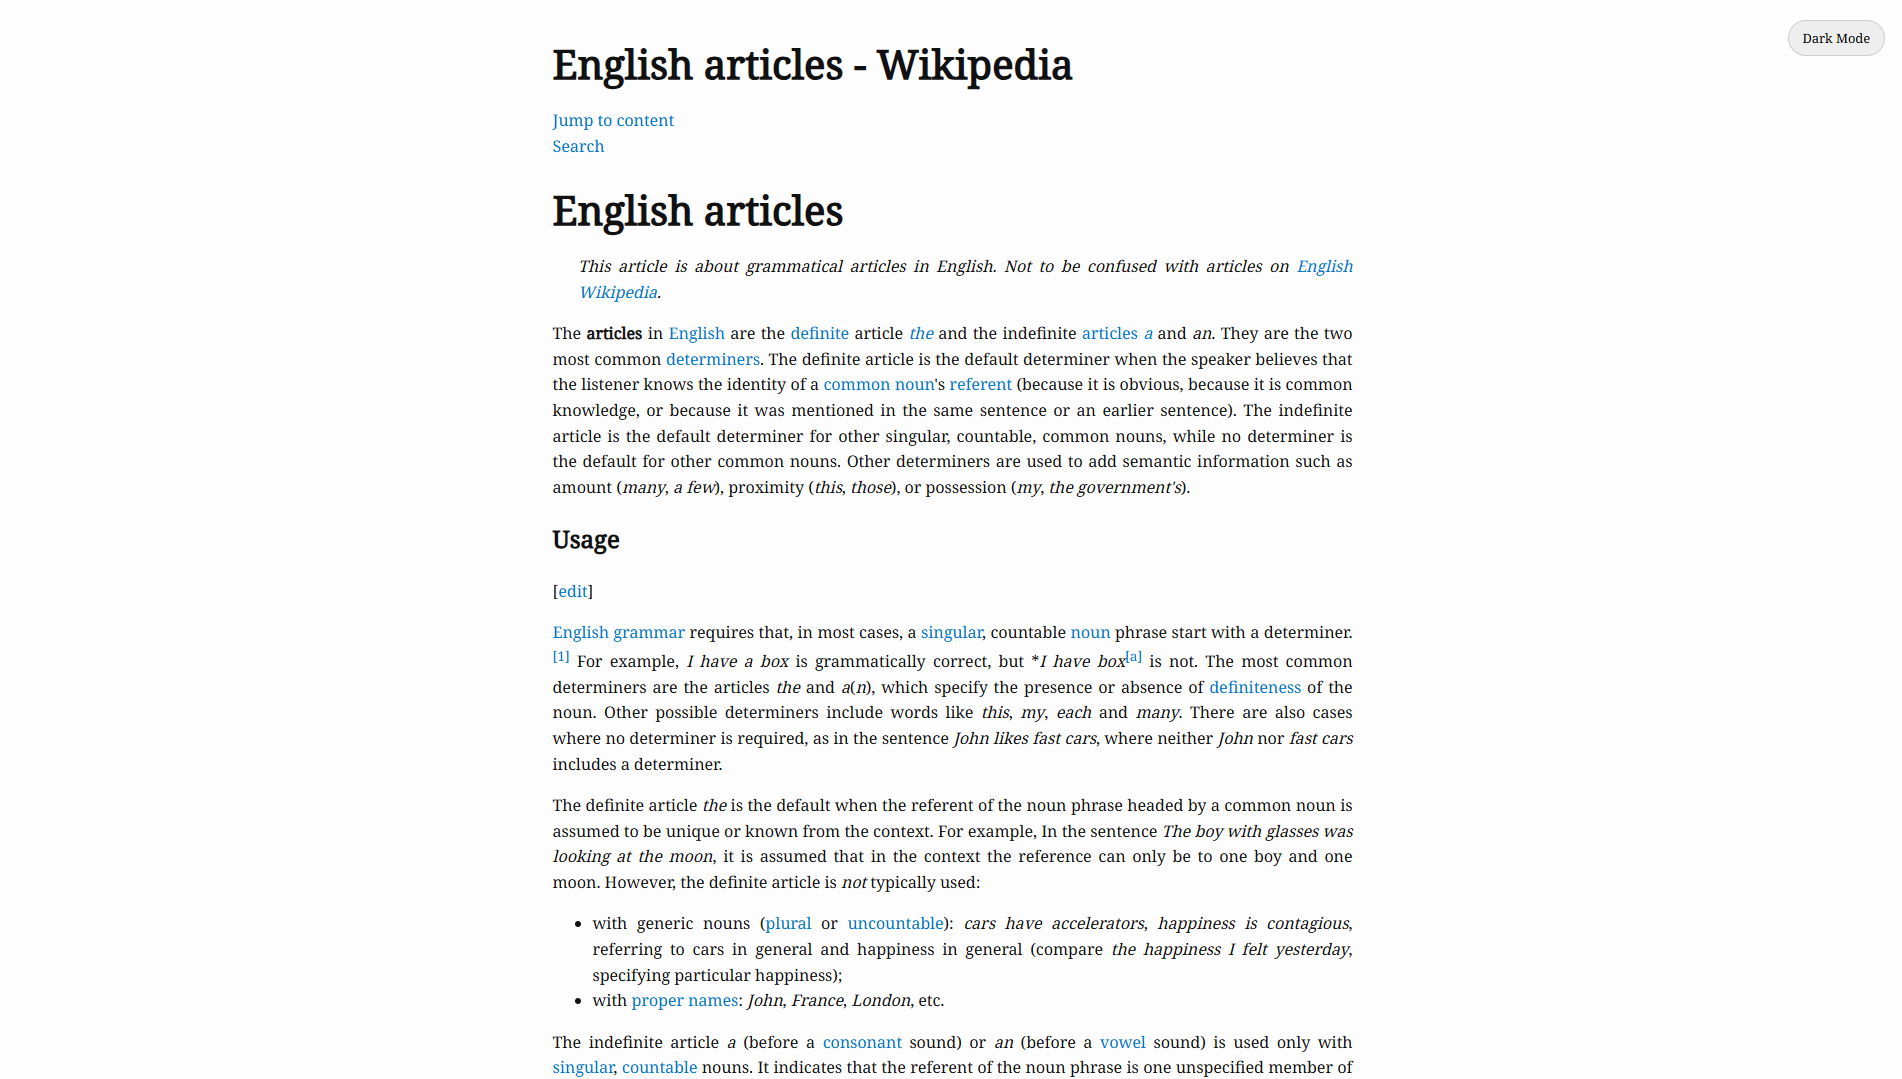 Dark Mode
English articles - Wikipedia
Jump to content
Search
English articles
This article is about grammatical articles in English. Not to be confused with articles on English
Wikipedia.
The articles in English are the definite article the and the indefinite articles a and an. They are the two
most common determiners. The definite article is the default determiner when the speaker believes that
the listener knows the identity of a common noun's referent (because it is obvious, because it is common
knowledge, or because it was mentioned in the same sentence or an earlier sentence). The indefinite
article is the default determiner for other singular, countable, common nouns, while no determiner is
the default for other common nouns. Other determiners are used to add semantic information such as
amount (many, a few), proximity (this, those), or possession (my, the government's).
Usage
[edit]
English grammar requires that, in most cases, a singular, countable noun phrase start with a determiner.
[1] For example, I have a box is grammatically correct, but *I have box[a] is not. The most common
determiners are the articles the and a(n), which specify the presence or absence of definiteness of the
noun. Other possible determiners include words like this, my, each and many. There are also cases
where no determiner is required, as in the sentence John likes fast cars, where neither John nor fast cars
includes a determiner.
The definite article the is the default when the referent of the noun phrase headed by a common noun is
assumed to be unique or known from the context. For example, In the sentence The boy with glasses was
looking at the moon, it is assumed that in the context the reference can only be to one boy and one
moon. However, the definite article is not typically used:
• with generic nouns (plural or uncountable): cars have accelerators, happiness is contagious,
referring to cars in general and happiness in general (compare the happiness I felt yesterday,
specifying particular happiness);
• with proper names: John, France, London, etc.
The indefinite article a (before a consonant sound) or an (before a vowel sound) is used only with
singular, countable nouns. It indicates that the referent of the noun phrase is one unspecified member of